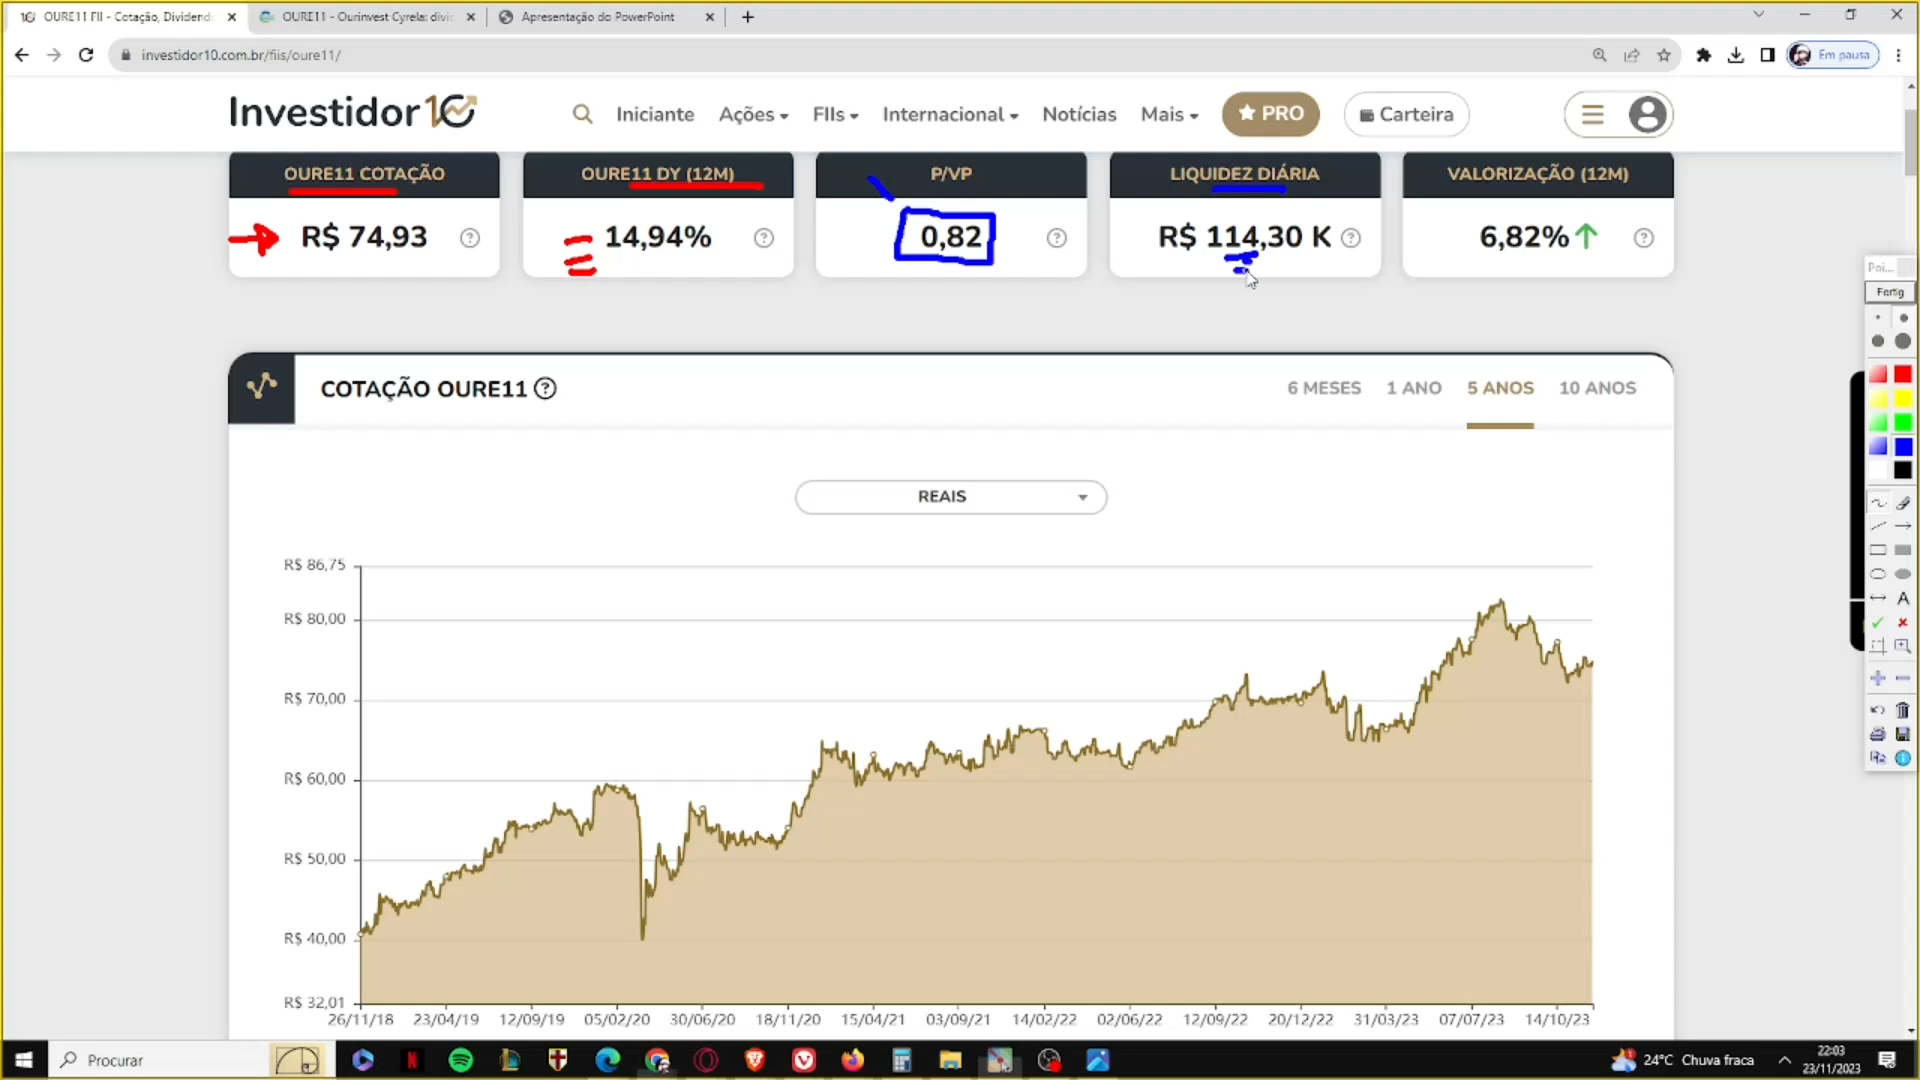 OURE11 FII - Cotação, Dividend
OURE11 - Ourinvest Cyrela: divi
Apresentação do PowerPoint
investidor10.com.br/fiis/oure11/
Em pausa
Investidor 10
Iniciante
Ações
FIIs
Internacional
Notícias
Mais
PRO
Carteira
OURE11 COTAÇÃO
OURE11 DY (12M)
P/VP
LIQUIDEZ DIÁRIA
VALORIZAÇÃO (12M)
R$ 74,93
14,94%
0,82
R$ 114,30 K
6,82%
Poi...
Fertig
COTAÇÃO OURE11
6 MESES
1 ANO
5 ANOS
10 ANOS
REAIS
R$ 86,75
R$ 80,00
R$ 70,00
R$ 60,00
R$ 50,00
R$ 40,00
R$ 32,01
26/11/18 23/04/19 12/09/19 05/02/20 30/06/20 18/11/20 15/04/21 03/09/21 14/02/22 02/06/22 12/09/22 20/12/22 31/03/23 07/07/23 14/10/23
Procurar
24°C Chuva fraca
22:03
23/11/2023